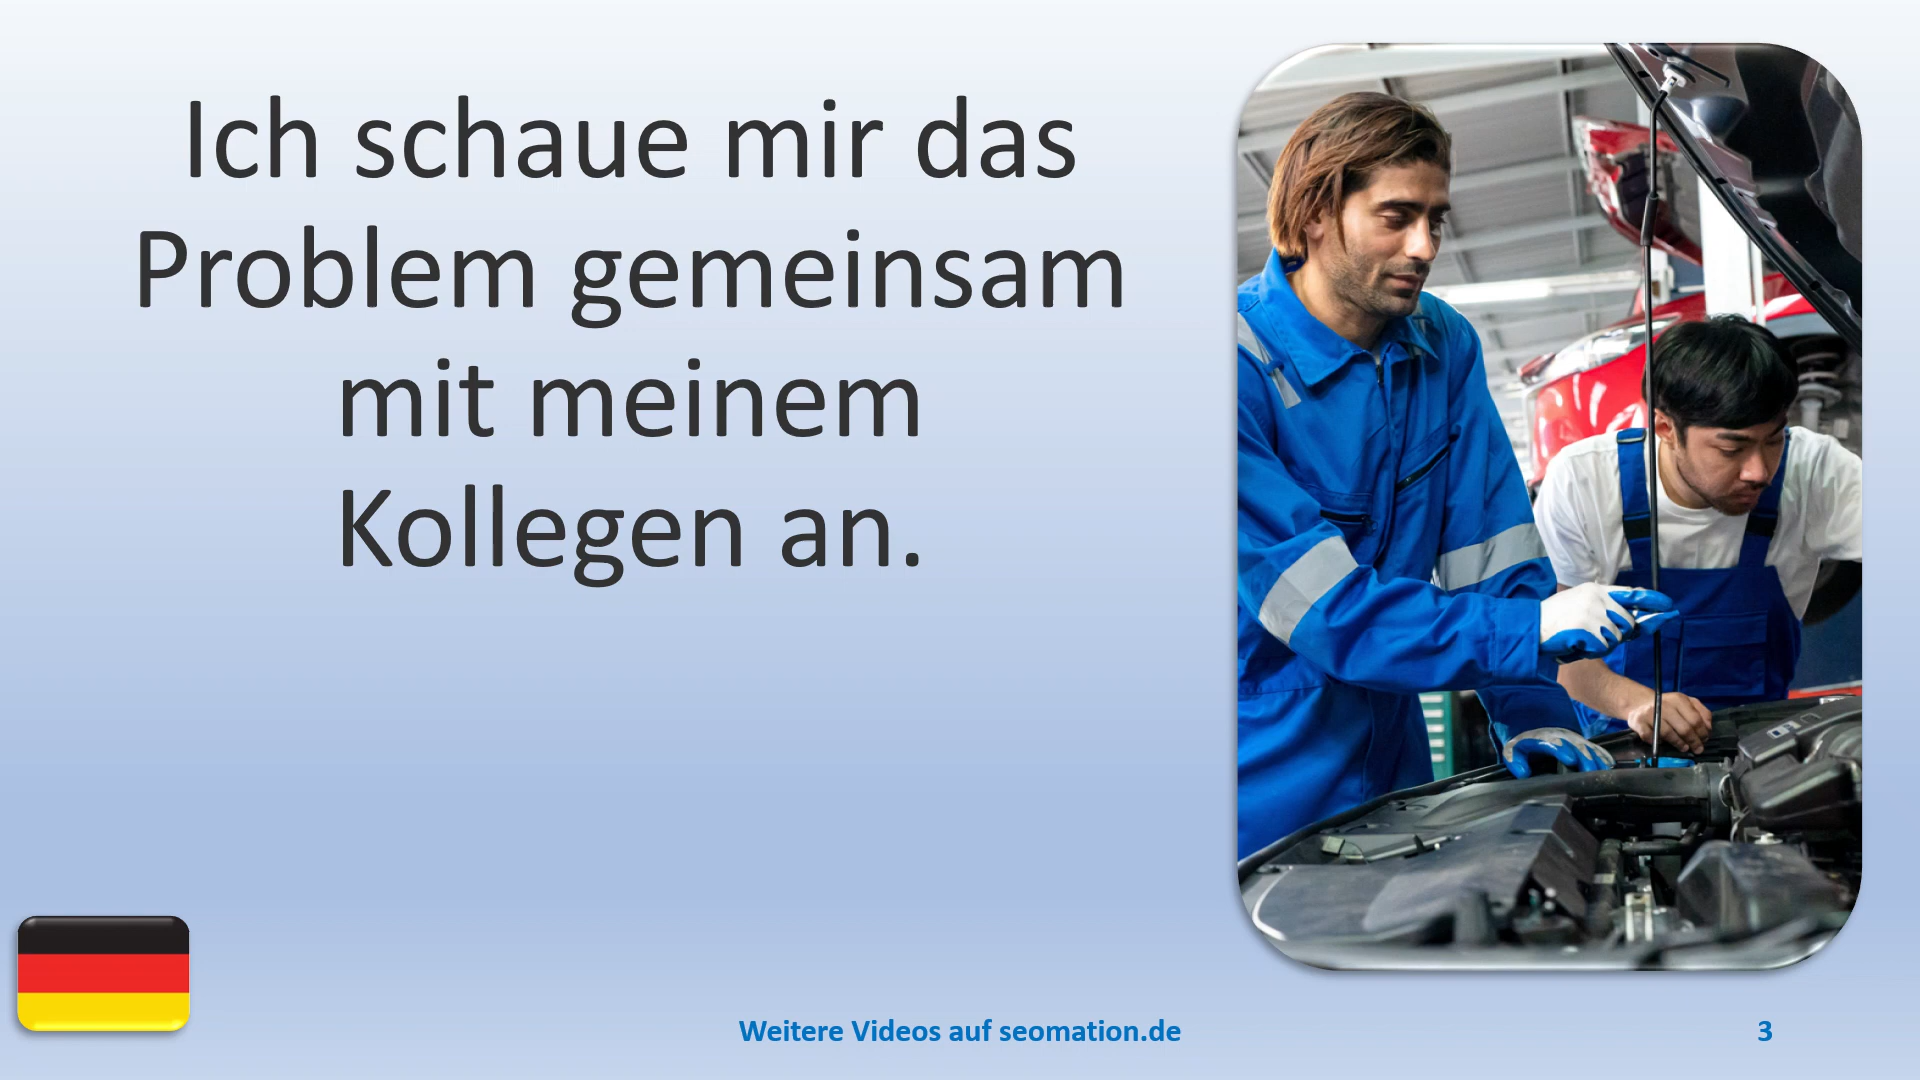 Ich schaue mir das
Problem gemeinsam
mit meinem
Kollegen an.
Weitere Videos auf seomation.de
3